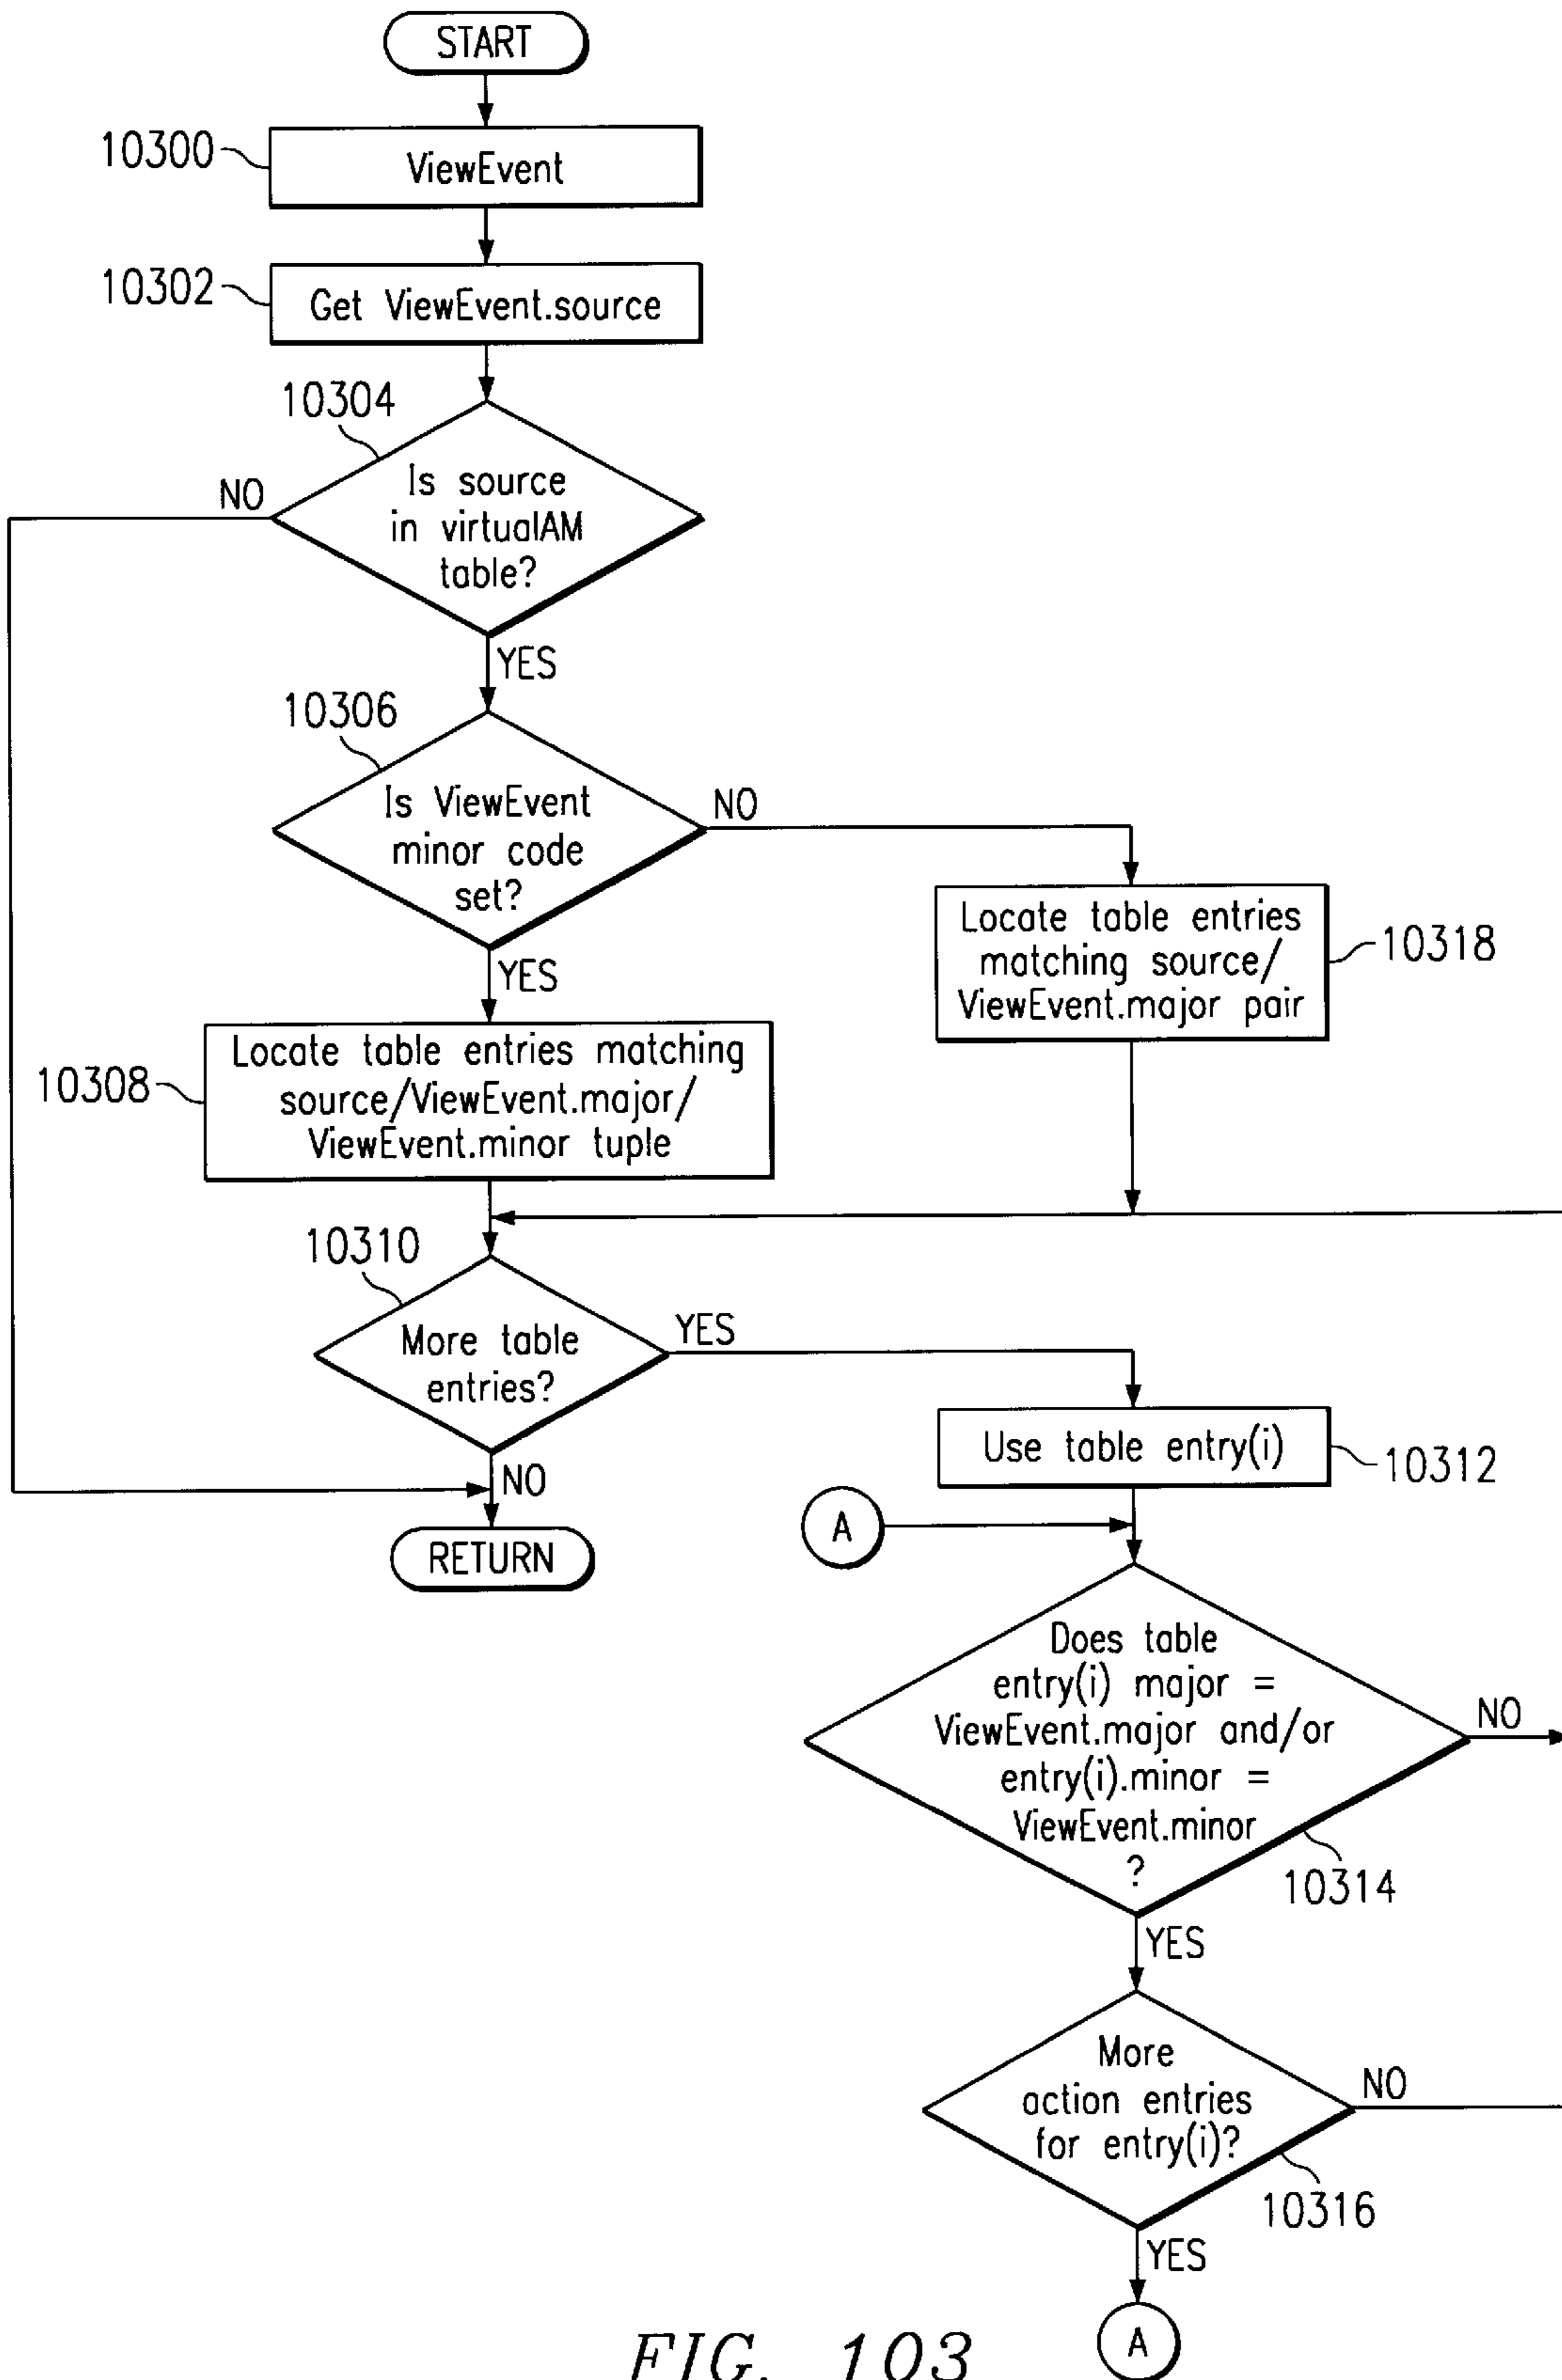 START
10300
ViewEvent
10302
Get ViewEvent.source
10304
NO
Is source
in virtualAM
table?
YES
10306
Is ViewEvent
minor code
set?
NO
YES
Locate table entries
matching source/
ViewEvent.major pair
10318
10308
Locate table entries matching
source/ViewEvent.major/
ViewEvent.minor tuple
10310
More table
entries?
YES
NO
RETURN
Use table entry(i)
10312
A
Does table
entry(i) major =
ViewEvent.major and/or
entry(i).minor =
ViewEvent.minor
?
NO
10314
YES
More
action entries
for entry(i)?
NO
10316
YES
A
FIG. 103